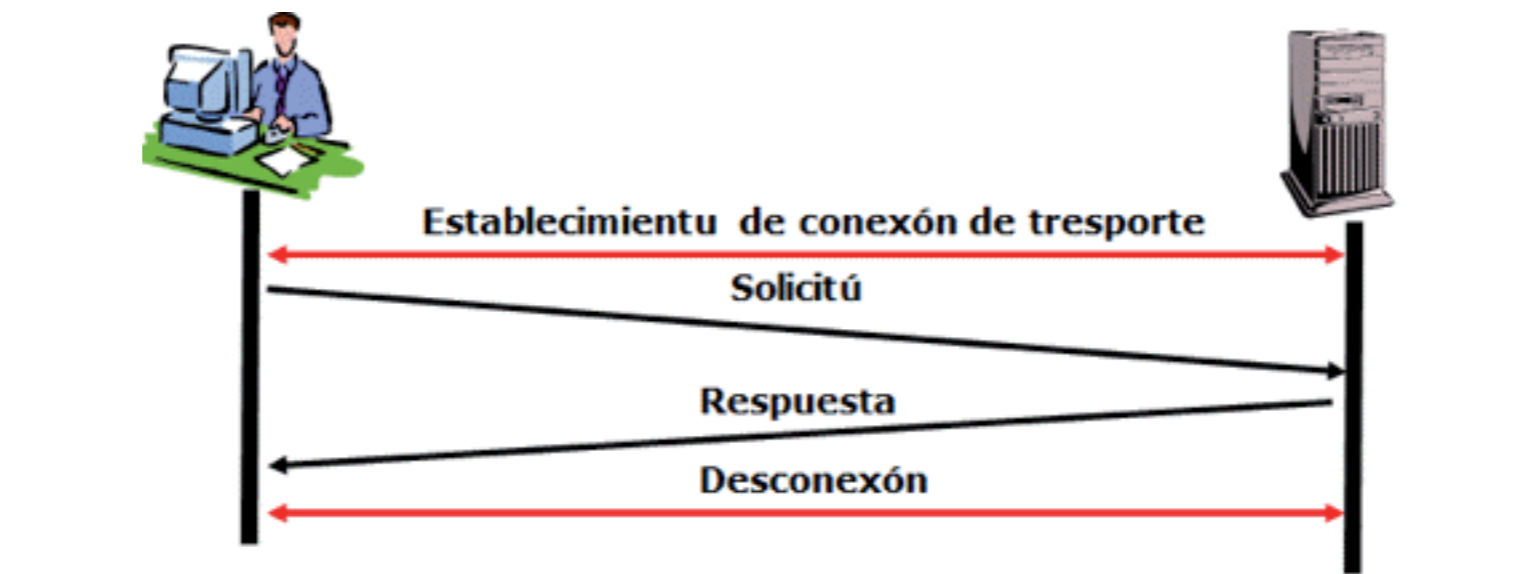 Establecimientu de conexón de tresporte
Solicitú
Respuesta
Desconexón